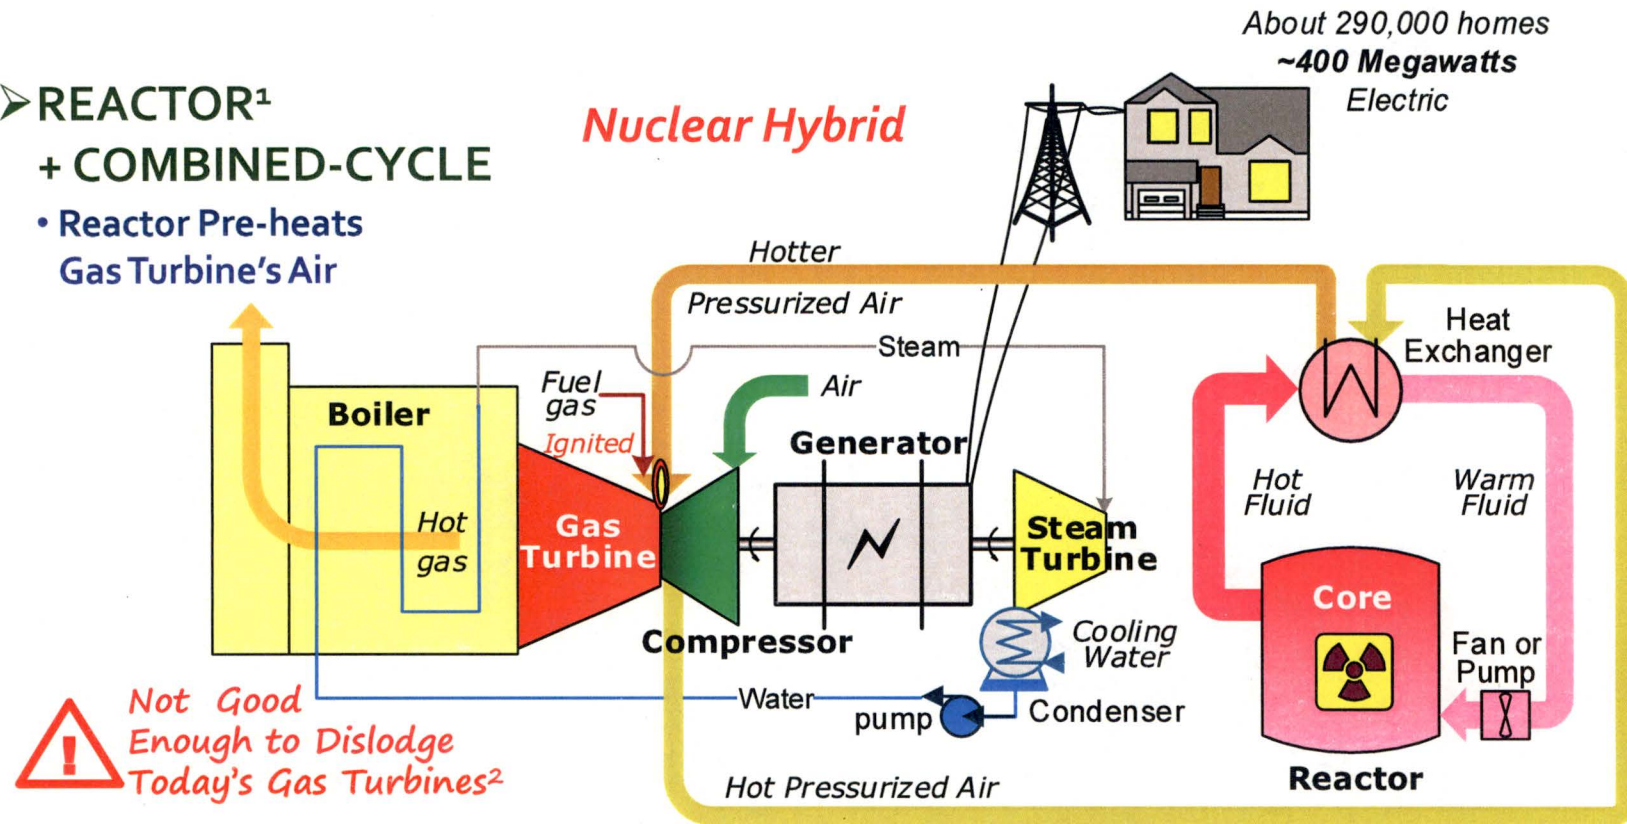 About 290,000 homes
~400 Megawatts
Electric
➢REACTOR¹
+ COMBINED-CYCLE
• Reactor Pre-heats
Gas Turbine's Air
Nuclear Hybrid
Hotter
Pressurized Air
Steam
Heat
Exchanger
Fuel
gas
Ignited
Air
Boiler
Generator
Hot
gas
Gas
Turbine
Compressor
Steam
Turbine
Hot
Fluid
Warm
Fluid
Core
Fan or
Pump
Reactor
Cooling
Water
Condenser
pump
Water
Hot Pressurized Air
Not Good
Enough to Dislodge
Today's Gas Turbines²